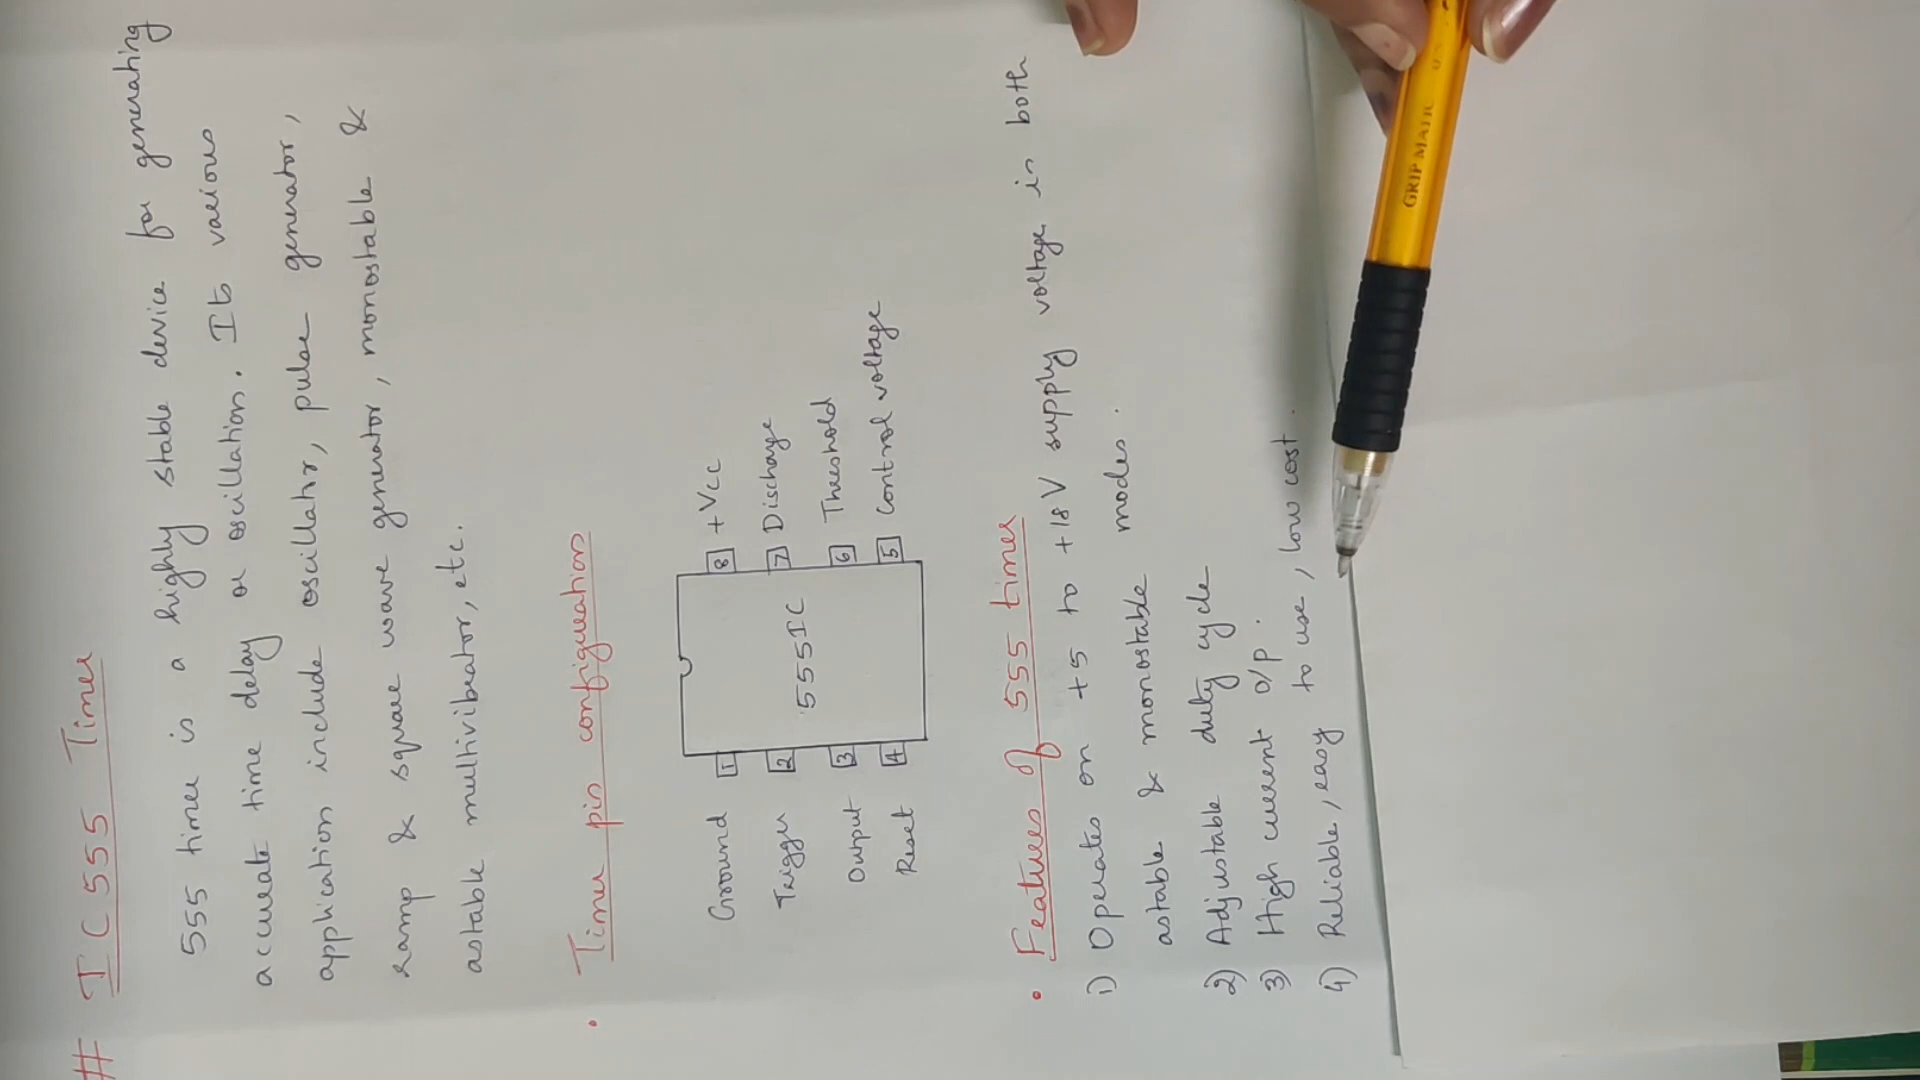 # IC 555 Timer
555 timer is a highly stable device for generating
accurate time delay or oscillation. Its various
application include oscillator, pulse generator,
ramp & square wave generator, monostable &
astable multivibrator, etc.
• Timer pin configuration
Ground 1 8 +Vcc
Trigger 2 7 Discharge
555 IC
Output 3 6 Threshold
Reset 4 5 Control voltage
• Features of 555 timer
1) Operates on +5 to +18V supply voltage in both
astable & monostable modes.
2) Adjustable duty cycle
3) High current O/P.
4) Reliable, easy to use, low cost.
GRIP MATIC